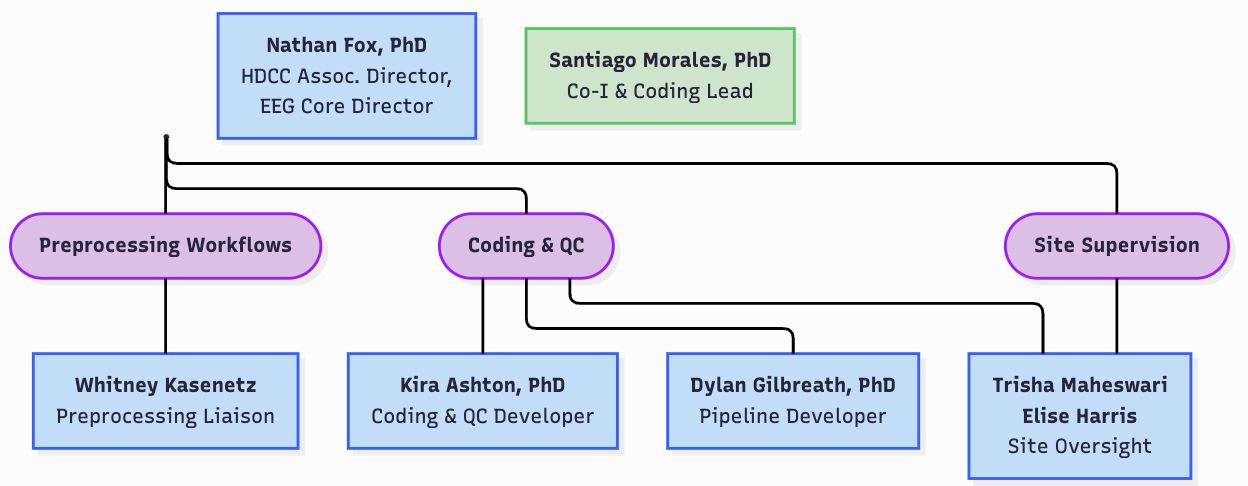 Nathan Fox, PhD
HDCC Assoc. Director,
EEG Core Director
Santiago Morales, PhD
Co-I & Coding Lead
Preprocessing Workflows
Coding & QC
Site Supervision
Whitney Kasenetz
Preprocessing Liaison
Kira Ashton, PhD
Coding & QC Developer
Dylan Gilbreath, PhD
Pipeline Developer
Trisha Maheswari
Elise Harris
Site Oversight